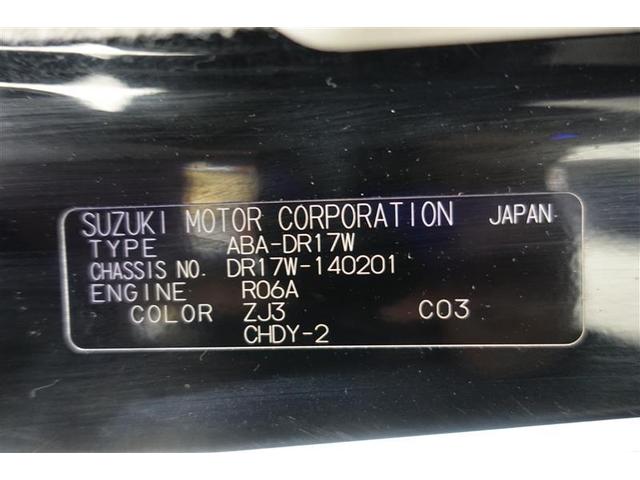 SUZUKI MOTOR CORPORATION JAPAN
TYPE ABA-DR17W
CHASSIS NO. DR17W-140201
ENGINE R06A
COLOR ZJ3 C03
CHDY-2